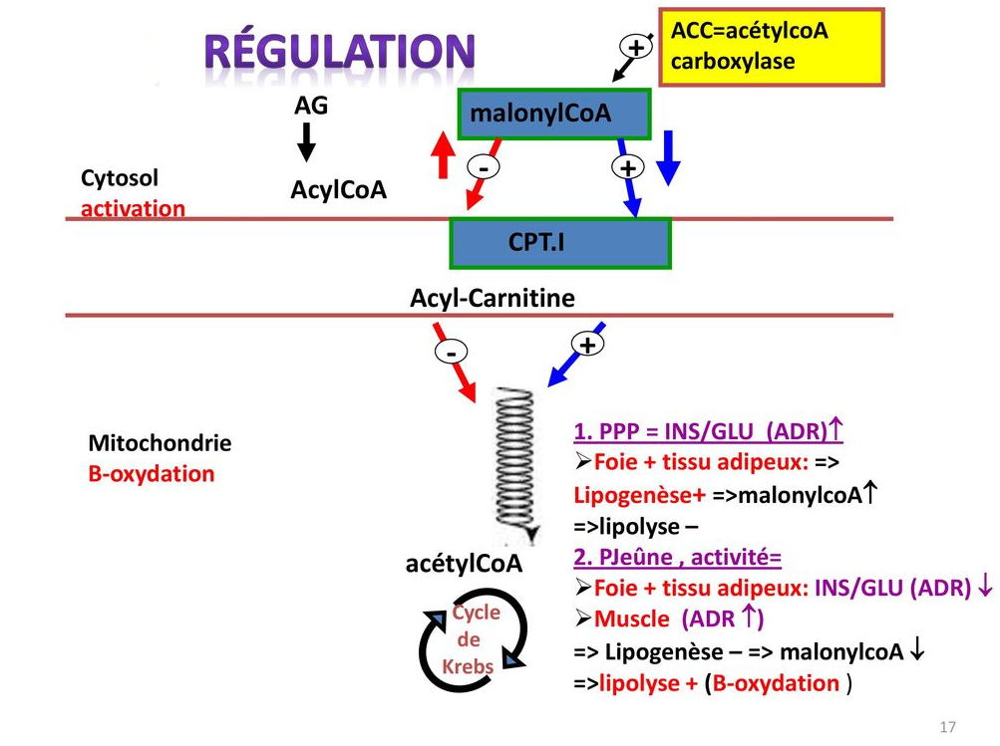 RÉGULATION
ACC=acétylcoA
carboxylase
+
AG
malonylCoA
-
+
Cytosol
AcylCoA
activation
CPT.I
Acyl-Carnitine
-
+
Mitochondrie
B-oxydation
1. PPP = INS/GLU (ADR)↑
➢Foie + tissu adipeux: =>
Lipogenèse+ =>malonylcoA↑
=>lipolyse –
acétylCoA
2. PJeûne , activité=
➢Foie + tissu adipeux: INS/GLU (ADR) ↓
➢Muscle (ADR ↑)
=> Lipogenèse – => malonylcoA ↓
=>lipolyse + (B-oxydation )
Cycle
de
Krebs
17